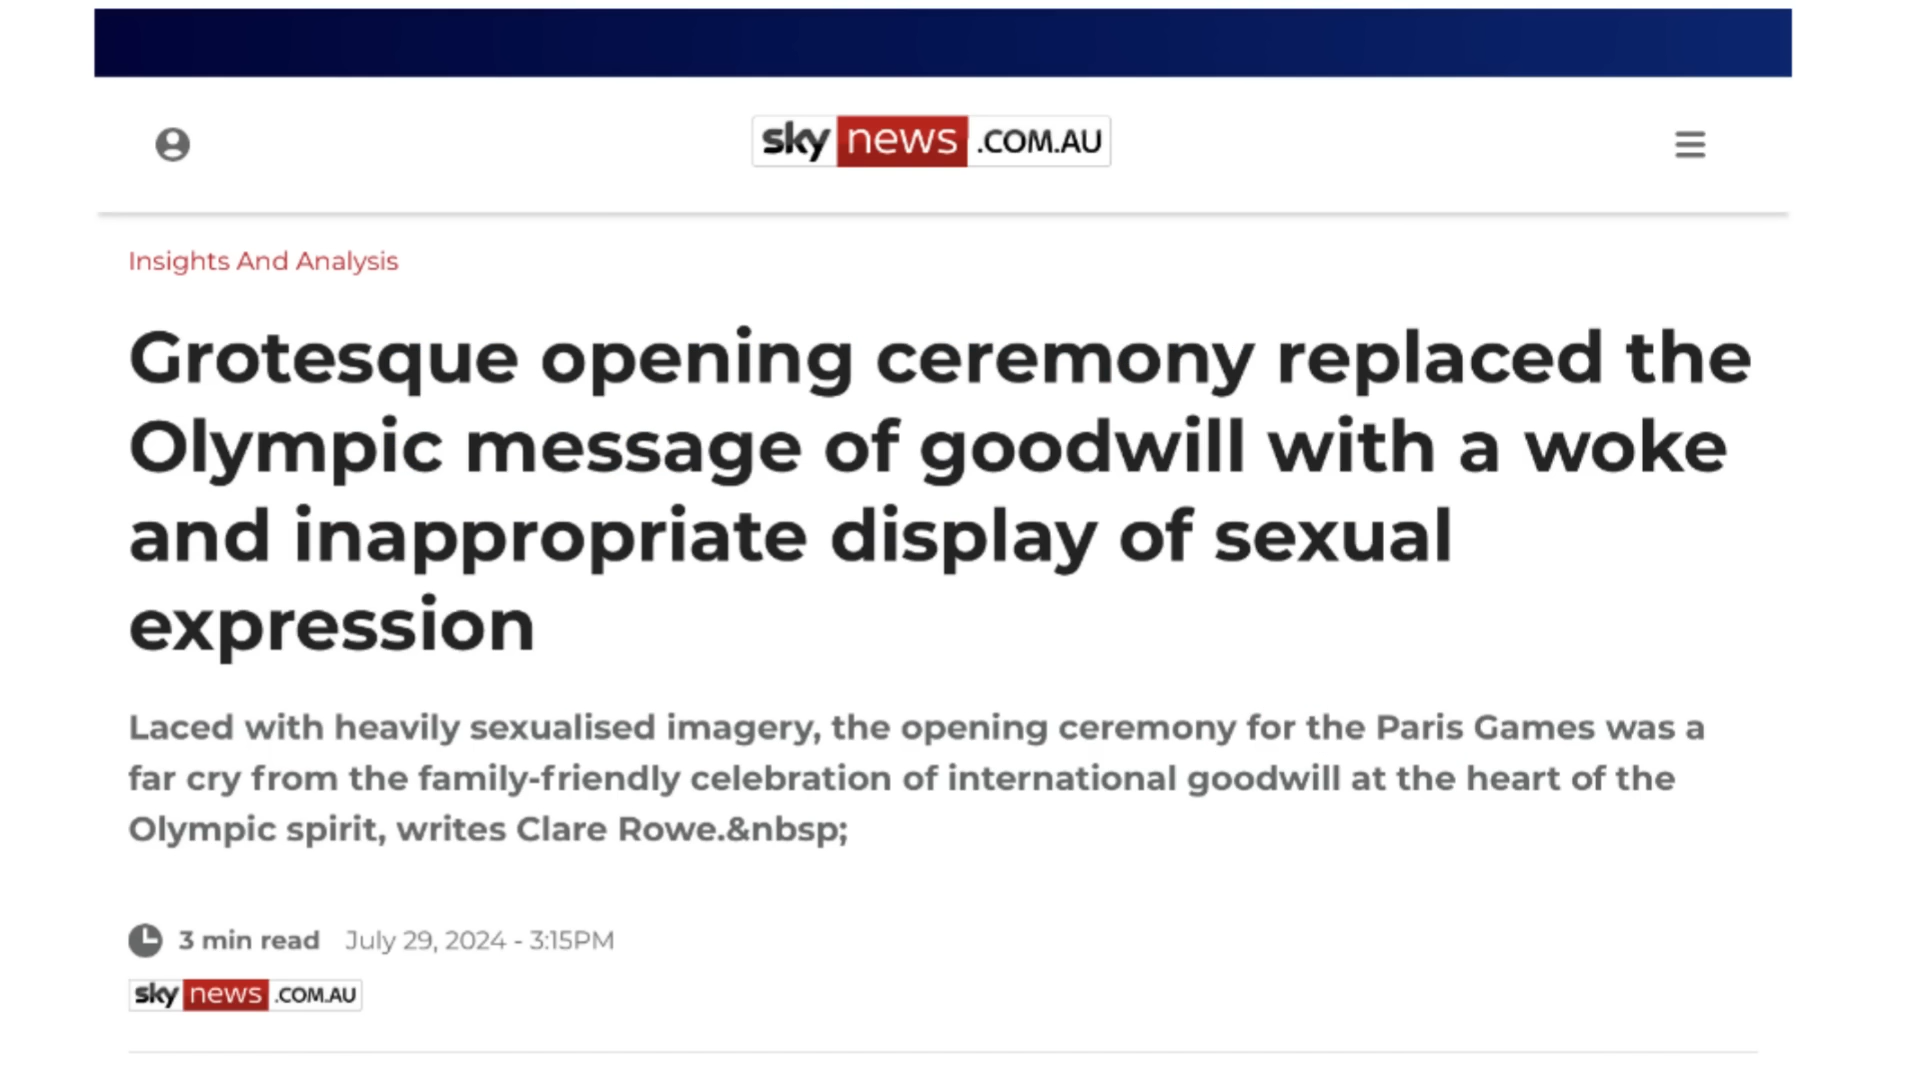 sky news .COM.AU
Insights And Analysis
Grotesque opening ceremony replaced the
Olympic message of goodwill with a woke
and inappropriate display of sexual
expression
Laced with heavily sexualised imagery, the opening ceremony for the Paris Games was a
far cry from the family-friendly celebration of international goodwill at the heart of the
Olympic spirit, writes Clare Rowe.&nbsp;
3 min read July 29, 2024 - 3:15PM
sky news .COM.AU